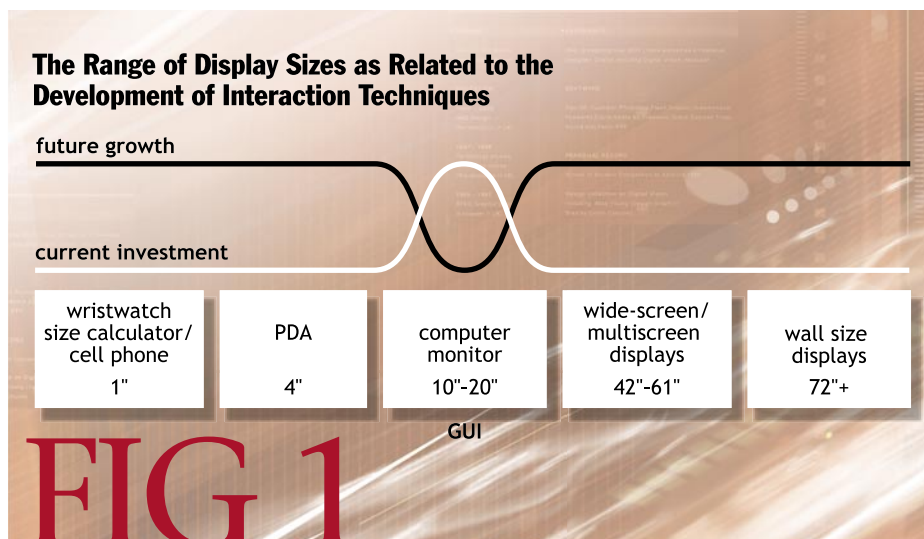 The Range of Display Sizes as Related to the
Development of Interaction Techniques
future growth
current investment
wristwatch
size calculator/
cell phone
1"
PDA
4"
computer
monitor
10"–20"
wide-screen/
multiscreen
displays
42"–61"
wall size
displays
72"+
GUI
FIG 1